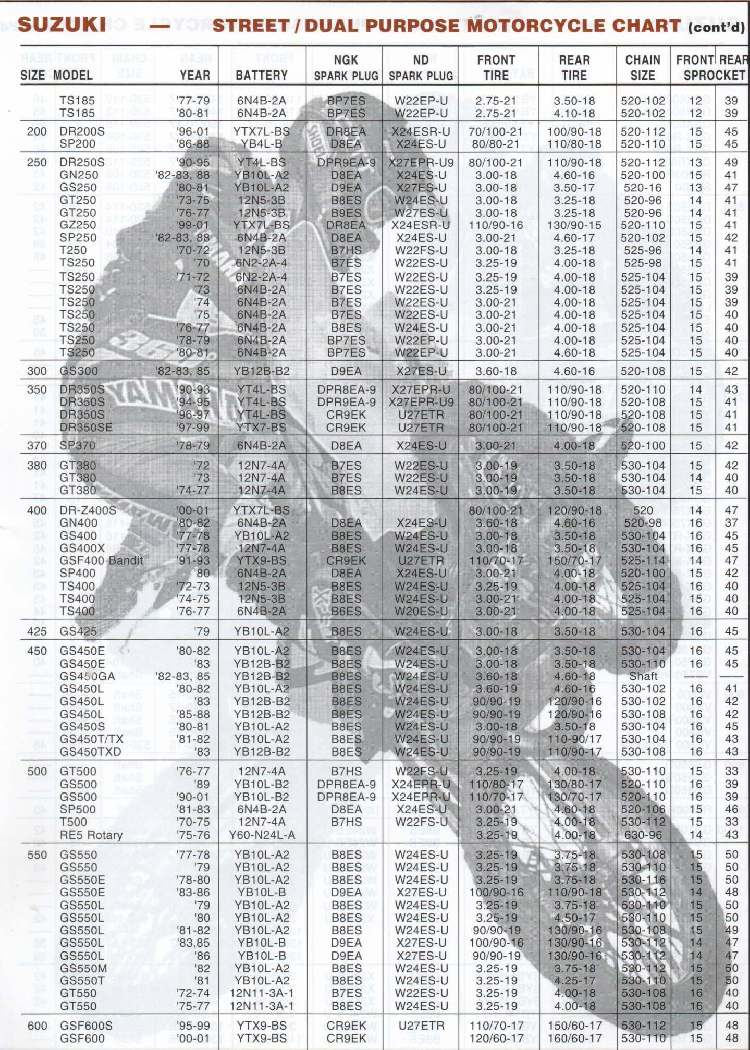 SUZUKI — STREET / DUAL PURPOSE MOTORCYCLE CHART (cont'd)
NGK ND FRONT REAR CHAIN FRONT REAR
SIZE MODEL YEAR BATTERY SPARK PLUG SPARK PLUG TIRE TIRE SIZE SPROCKET
TS185 '77-79 6N4B-2A BP7ES W22EP-U 2.75-21 3.50-18 520-102 12 39
TS185 '80-81 6N4B-2A BP7ES W22EP-U 2.75-21 4.10-18 520-102 12 39
200 DR200S '96-01 YTX7L-BS DR8EA X24ESR-U 70/100-21 100/90-18 520-112 15 45
SP200 '86-88 YB4L-B D8EA X24ES-U 80/80-21 110/80-18 520-110 15 45
250 DR250S '90-95 YT4L-BS DPR9EA-9 X27EPR-U9 80/100-21 110/90-18 520-112 13 49
GN250 '82-83, 88 YB10L-A2 D8EA X24ES-U 3.00-18 4.60-16 520-100 15 41
GS250 '80-81 YB10L-A2 D9EA X27ES-U 3.00-18 3.50-17 520-16 13 47
GT250 '73-75 12N5-3B B8ES W24ES-U 3.00-18 3.25-18 520-96 14 41
GT250 '76-77 12N5-3B B9ES W27ES-U 3.00-18 3.25-18 520-96 14 41
GZ250 '99-01 YTX7L-BS DR8EA X24ESR-U 110/90-16 130/90-15 520-110 15 41
SP250 '82-83, 88 6N4B-2A D8EA X24ES-U 3.00-21 4.60-17 520-102 15 42
T250 '70-72 12N5-3B B7HS W22FS-U 3.00-18 3.25-18 525-96 14 41
TS250 '70 6N2-2A-4 B7ES W22ES-U 3.25-19 4.00-18 525-98 15 41
TS250 '71-72 6N2-2A-4 B7ES W22ES-U 3.25-19 4.00-18 525-104 15 39
TS250 '73 6N4B-2A B7ES W22ES-U 3.25-19 4.00-18 525-104 15 39
TS250 '74 6N4B-2A B7ES W22ES-U 3.00-21 4.00-18 525-104 15 39
TS250 '75 6N4B-2A B7ES W22ES-U 3.00-21 4.00-18 525-104 15 40
TS250 '76-77 6N4B-2A B8ES W24ES-U 3.00-21 4.00-18 525-104 15 40
TS250 '78-79 6N4B-2A BP7ES W22EP-U 3.00-21 4.00-18 525-104 15 40
TS250 '80-81 6N4B-2A BP7ES W22EP-U 3.00-21 4.60-18 525-104 15 40
300 GS300 '82-83, 85 YB12B-B2 D9EA X27ES-U 3.60-18 4.60-16 520-108 15 42
350 DR350S '90-93 YT4L-BS DPR8EA-9 X27EPR-U 80/100-21 110/90-18 520-110 14 43
DR350S '94-95 YT4L-BS DPR9EA-9 X27EPR-U9 80/100-21 110/90-18 520-108 15 41
DR350S '96-97 YT4L-BS CR9EK U27ETR 80/100-21 110/90-18 520-108 15 41
DR350SE '97-99 YTX7-BS CR9EK U27ETR 80/100-21 110/90-18 520-108 15 41
370 SP370 '78-79 6N4B-2A D8EA X24ES-U 3.00-21 4.00-18 520-100 15 42
380 GT380 '72 12N7-4A B7ES W22ES-U 3.00-19 3.50-18 530-104 15 42
GT380 '73 12N7-4A B7ES W22ES-U 3.00-19 3.50-18 530-104 14 40
GT380 '74-77 12N7-4A B8ES W24ES-U 3.00-19 3.50-18 530-104 15 40
400 DR-Z400S '00-01 YTX7L-BS 80/100-21 120/90-18 520 14 47
GN400 '80-82 6N4B-2A D8EA X24ES-U 3.60-18 4.60-16 520-98 16 37
GS400 '77-78 YB10L-A2 B8ES W24ES-U 3.00-18 3.50-18 530-104 16 45
GS400X '77-78 12N7-4A B8ES W24ES-U 3.00-18 3.50-18 530-104 16 45
GSF400 Bandit '91-93 YTX9-BS CR9EK U27ETR 110/70-17 150/70-17 525-114 14 47
SP400 '80 6N4B-2A D8EA X24ES-U 3.00-21 4.00-18 520-100 15 42
TS400 '72-73 12N5-3B B8ES W24ES-U 3.25-19 4.00-18 525-104 16 40
TS400 '74-75 12N5-3B B8ES W24ES-U 3.00-21 4.00-18 525-104 15 40
TS400 '76-77 6N4B-2A B6ES W20ES-U 3.00-21 4.00-18 525-104 16 40
425 GS425 '79 YB10L-A2 B8ES W24ES-U 3.00-18 3.50-18 530-104 16 45
450 GS450E '80-82 YB10L-A2 B8ES W24ES-U 3.00-18 3.50-18 530-104 16 45
GS450E '83 YB12B-B2 B8ES W24ES-U 3.00-18 3.50-18 530-110 16 45
GS450GA '82-83, 85 YB12B-B2 B8ES W24ES-U 3.60-18 4.60-18 Shaft — —
GS450L '80-82 YB10L-A2 B8ES W24ES-U 3.60-19 4.60-16 530-102 16 41
GS450L '83 YB12B-B2 B8ES W24ES-U 90/90-19 120/90-16 530-102 16 42
GS450L '85-88 YB12B-B2 B8ES W24ES-U 90/90-19 120/90-16 530-108 16 42
GS450S '80-81 YB10L-A2 B8ES W24ES-U 3.00-18 3.50-18 530-104 16 45
GS450T/TX '81-82 YB10L-A2 B8ES W24ES-U 90/90-19 110-90/17 530-104 16 43
GS450TXD '83 YB12B-B2 B8ES W24ES-U 90/90-19 110/90-17 530-108 16 43
500 GT500 '76-77 12N7-4A B7HS W22FS-U 3.25-19 4.00-18 530-110 15 33
GS500 '89 YB10L-B2 DPR8EA-9 X24EPR-U 110/80-17 130/80-17 520-110 16 39
GS500 '90-01 YB10L-B2 DPR8EA-9 X24EPR-U 110/70-17 130/70-17 520-110 16 39
SP500 '81-83 6N4B-2A D8EA X24ES-U 3.00-21 4.60-18 520-106 15 46
T500 '70-75 12N7-4A B7HS W22FS-U 3.25-19 4.00-18 530-112 15 33
RE5 Rotary '75-76 Y60-N24L-A 3.25-19 4.00-18 630-96 14 43
550 GS550 '77-78 YB10L-A2 B8ES W24ES-U 3.25-19 3.75-18 530-108 15 50
GS550 '79 YB10L-A2 B8ES W24ES-U 3.25-19 3.75-18 530-110 15 50
GS550E '78-80 YB10L-A2 B8ES W24ES-U 3.25-19 3.75-18 530-116 15 50
GS550E '83-86 YB10L-B D9EA X27ES-U 100/90-16 110/90-18 530-112 14 48
GS550L '79 YB10L-A2 B8ES W24ES-U 3.25-19 3.75-18 530-110 15 50
GS550L '80 YB10L-A2 B8ES W24ES-U 3.25-19 4.50-17 530-110 15 50
GS550L '81-82 YB10L-A2 B8ES W24ES-U 90/90-19 130/90-16 530-108 15 49
GS550L '83,85 YB10L-B D9EA X27ES-U 100/90-16 130/90-16 530-112 14 47
GS550L '86 YB10L-B D9EA X27ES-U 90/90-19 130/90-16 530-112 14 47
GS550M '82 YB10L-A2 B8ES W24ES-U 3.25-19 3.75-18 530-112 15 50
GS550T '81 YB10L-A2 B8ES W24ES-U 3.25-19 4.25-17 530-110 15 50
GT550 '72-74 12N11-3A-1 B7ES W22ES-U 3.25-19 4.00-18 530-108 16 40
GT550 '75-77 12N11-3A-1 B8ES W24ES-U 3.25-19 4.00-18 530-108 16 40
600 GSF600S '95-99 YTX9-BS CR9EK U27ETR 110/70-17 150/60-17 530-112 15 48
GSF600 '00-01 YTX9-BS CR9EK 120/60-17 160/60-17 530-110 15 48